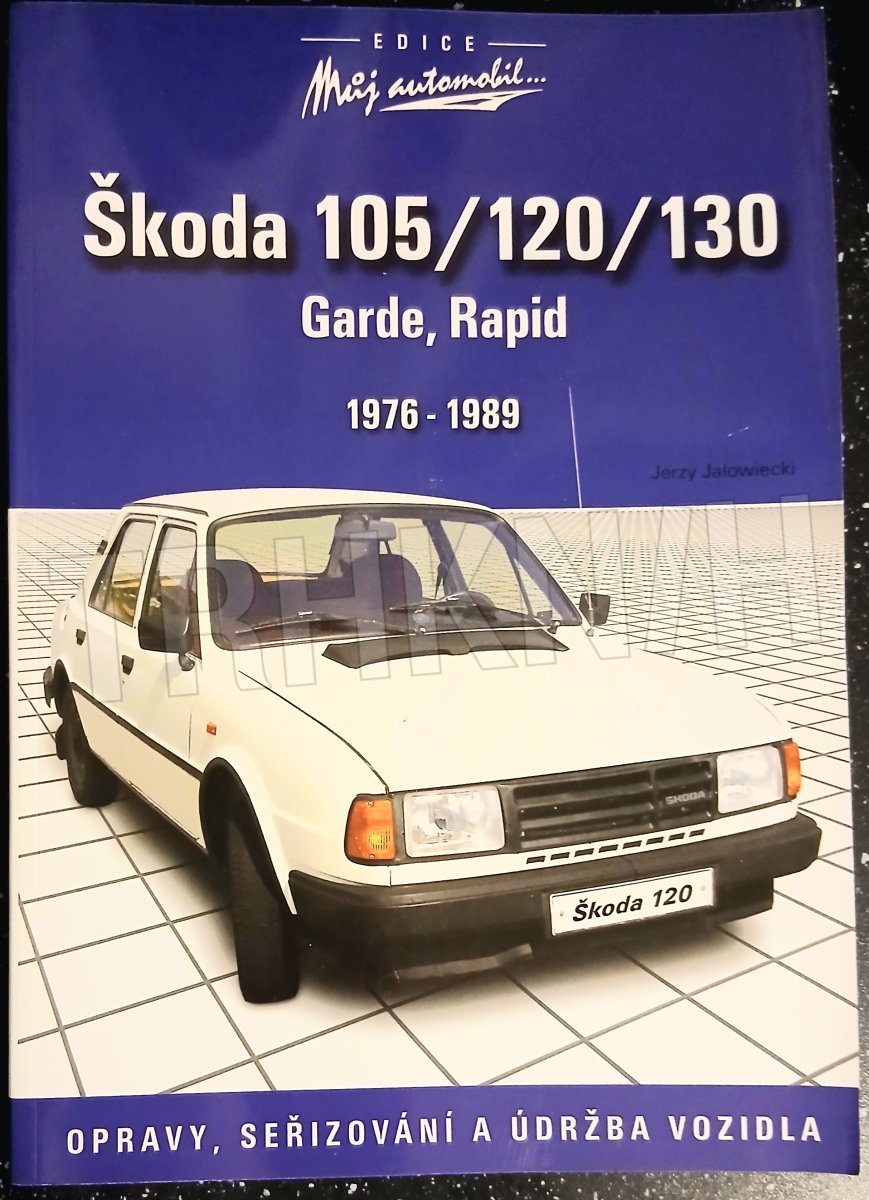 EDICE
Můj automobil...
Škoda 105/120/130
Garde, Rapid
1976 - 1989
Jerzy Jalowiecki
TRHKNIH
ŠKODA
Škoda 120
OPRAVY, SEŘIZOVÁNÍ A ÚDRŽBA VOZIDLA